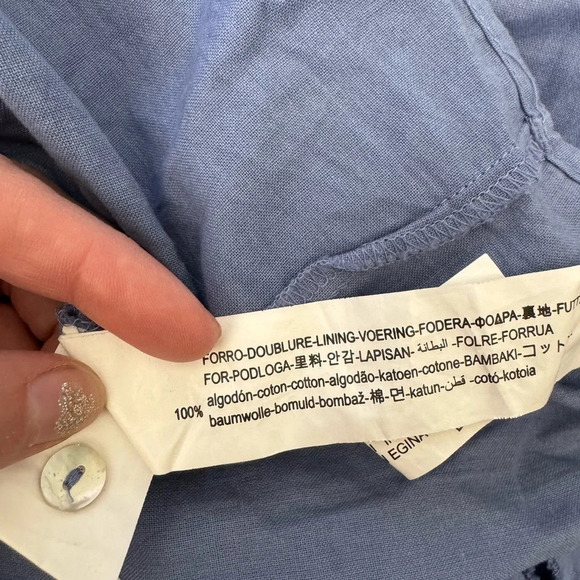 FORRO-DOUBLURE-LINING-VOERING-FODERA-ΦΟΔΡΑ-裏地-FUTT
FOR-PODLOGA-里料-안감-LAPISAN-البطانة-FOLRE-FORRUA
algodón-coton-cotton-algodão-katoen-cotone-BAMBAKI-コット
100% baumwolle-bomuld-bombaž-棉-면-katun-قطن-cotó-kotoia
EGINA